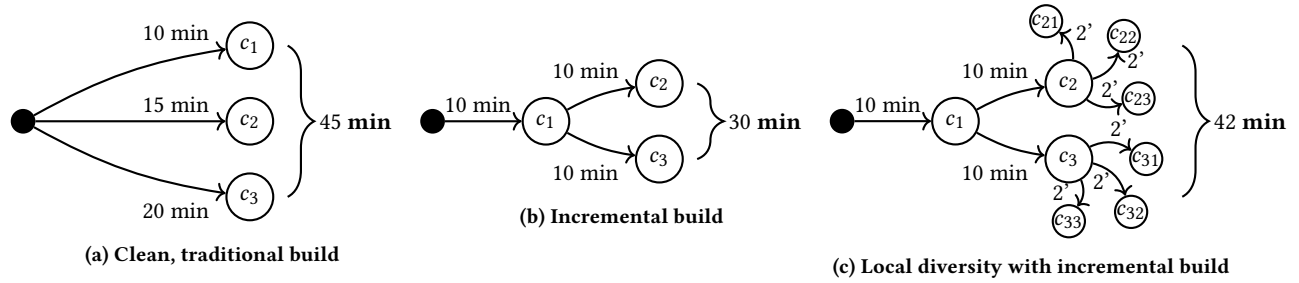 10 min
c1
15 min
c2
45 min
20 min
c3
(a) Clean, traditional build
10 min
c1
10 min
c2
30 min
10 min
c3
(b) Incremental build
10 min
c1
10 min
c2
c21
2'
c22
2'
2'
c23
42 min
10 min
c3
2'
c31
2'
c32
2'
c33
(c) Local diversity with incremental build